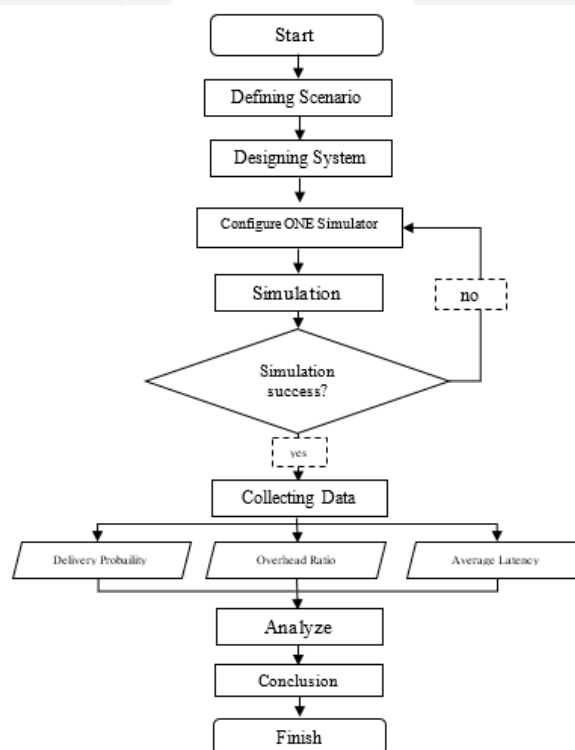 Start
Defining Scenario
Designing System
Configure ONE Simulator
Simulation
no
Simulation
success?
yes
Collecting Data
Delivery Probaility
Overhead Ratio
Average Latency
Analyze
Conclusion
Finish